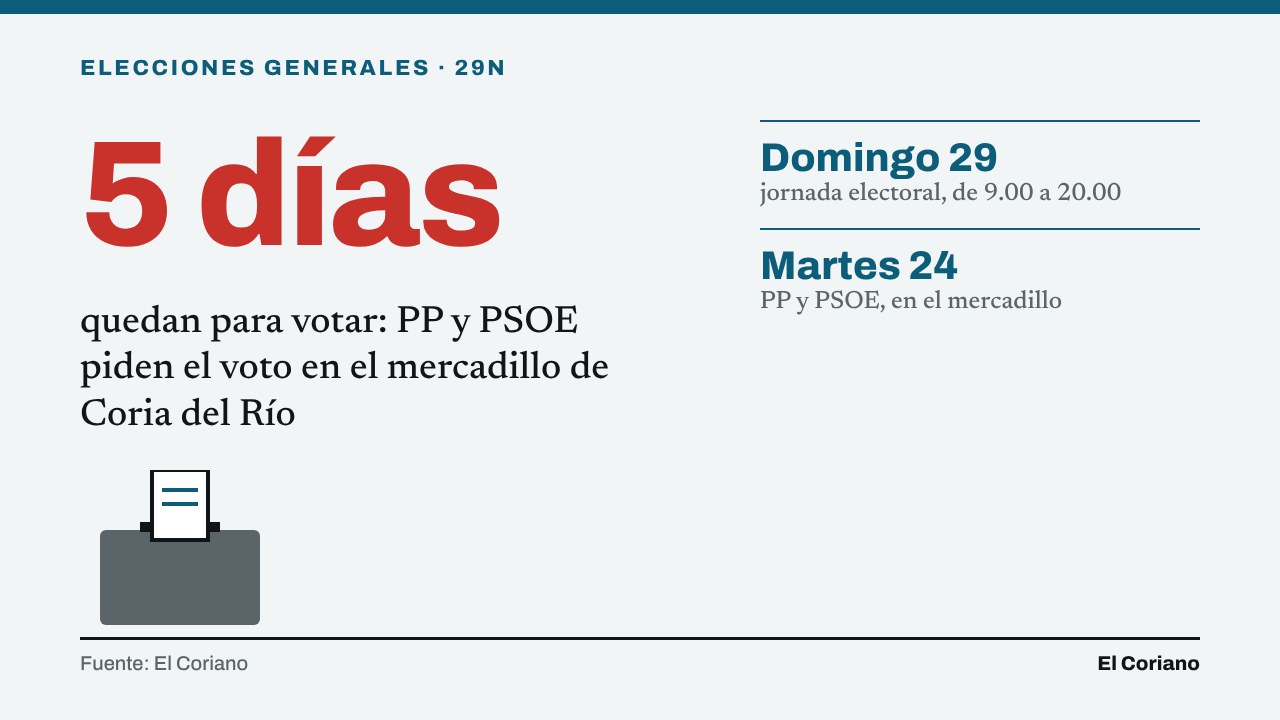 ELECCIONES GENERALES · 29N
5 días
quedan para votar: PP y PSOE
piden el voto en el mercadillo de
Coria del Río
Domingo 29
jornada electoral, de 9.00 a 20.00
Martes 24
PP y PSOE, en el mercadillo
Fuente: El Coriano
El Coriano